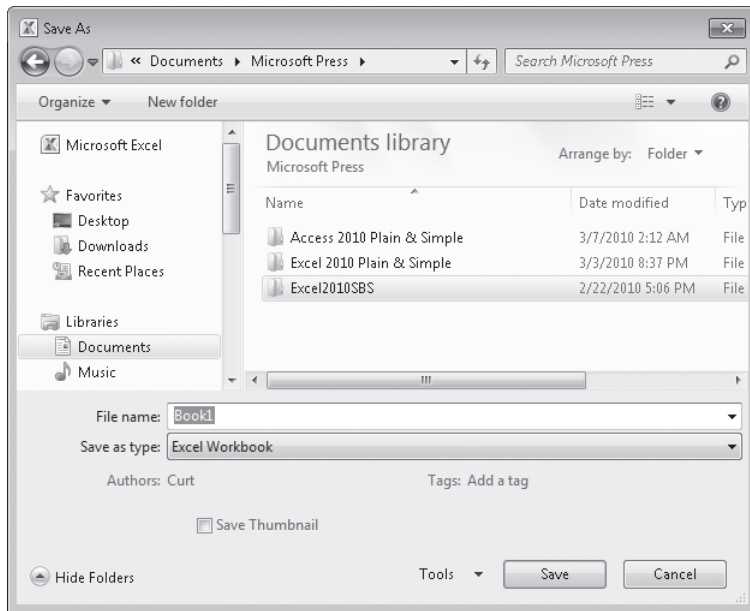 Save As
« Documents ▸ Microsoft Press ▸
Search Microsoft Press
Organize ▾ New folder
Microsoft Excel
Favorites
Desktop
Downloads
Recent Places
Libraries
Documents
Music
Documents library
Microsoft Press
Arrange by: Folder ▾
Name Date modified Typ
Access 2010 Plain & Simple 3/7/2010 2:12 AM File
Excel 2010 Plain & Simple 3/3/2010 8:37 PM File
Excel2010SBS 2/22/2010 5:06 PM File
File name: Book1
Save as type: Excel Workbook
Authors: Curt Tags: Add a tag
Save Thumbnail
Hide Folders Tools ▾ Save Cancel